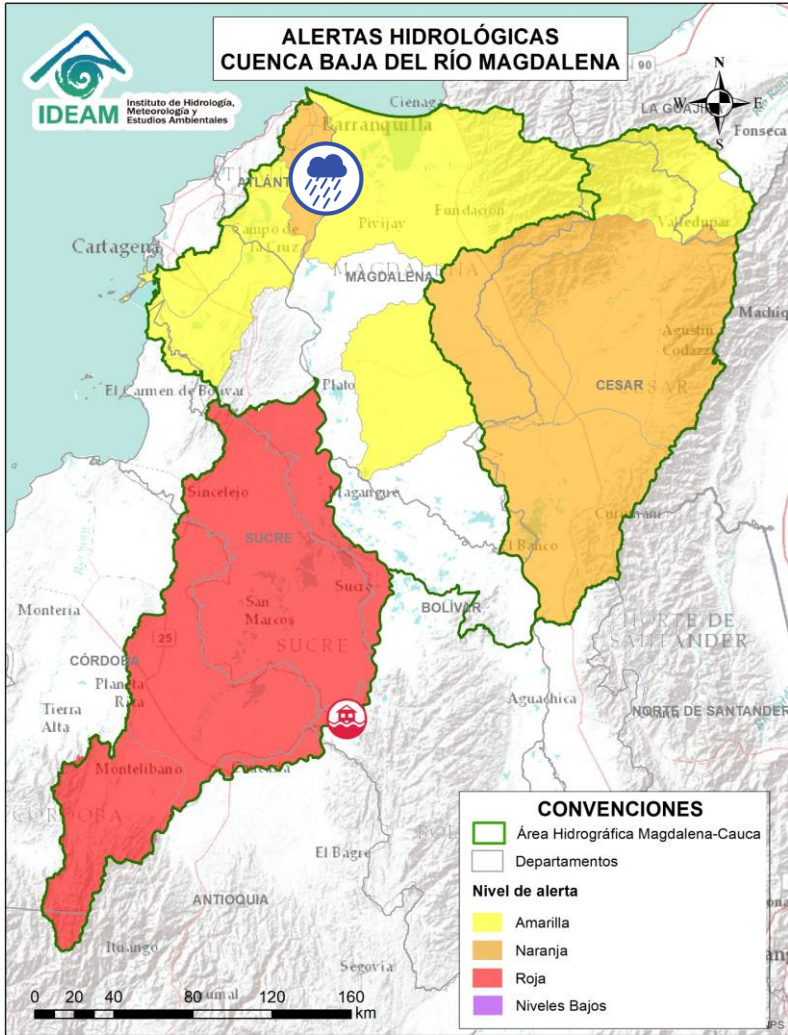 ALERTAS HIDROLÓGICAS
CUENCA BAJA DEL RÍO MAGDALENA
IDEAM
Instituto de Hidrología,
Meteorología y
Estudios Ambientales
90
N
W
E
S
Ciénaga
LA GUAJIRA
Fonseca
Barranquilla
Pivijay
Fundación
Valledupar
Campo de
la Cruz
Cartagena
MAGDALENA
MAGDALENA
Agustín
Codazzi
CESAR
CESAR
El Carmen de Bolívar
Plato
Sincelejo
Magangué
SUCRE
El Banco
Sucre
San
Marcos
SUCRE
BOLÍVAR
Montería
25
CÓRDOBA
Planeta
Rica
Tierra
Alta
NORTE DE
SANTANDER
Aguachica
NORTE DE SANTANDER
Montelíbano
El Bagre
ANTIOQUIA
Ituango
Segovia
0 20 40 80 120 160
km
CONVENCIONES
Área Hidrográfica Magdalena-Cauca
Departamentos
Nivel de alerta
Amarilla
Naranja
Roja
Niveles Bajos